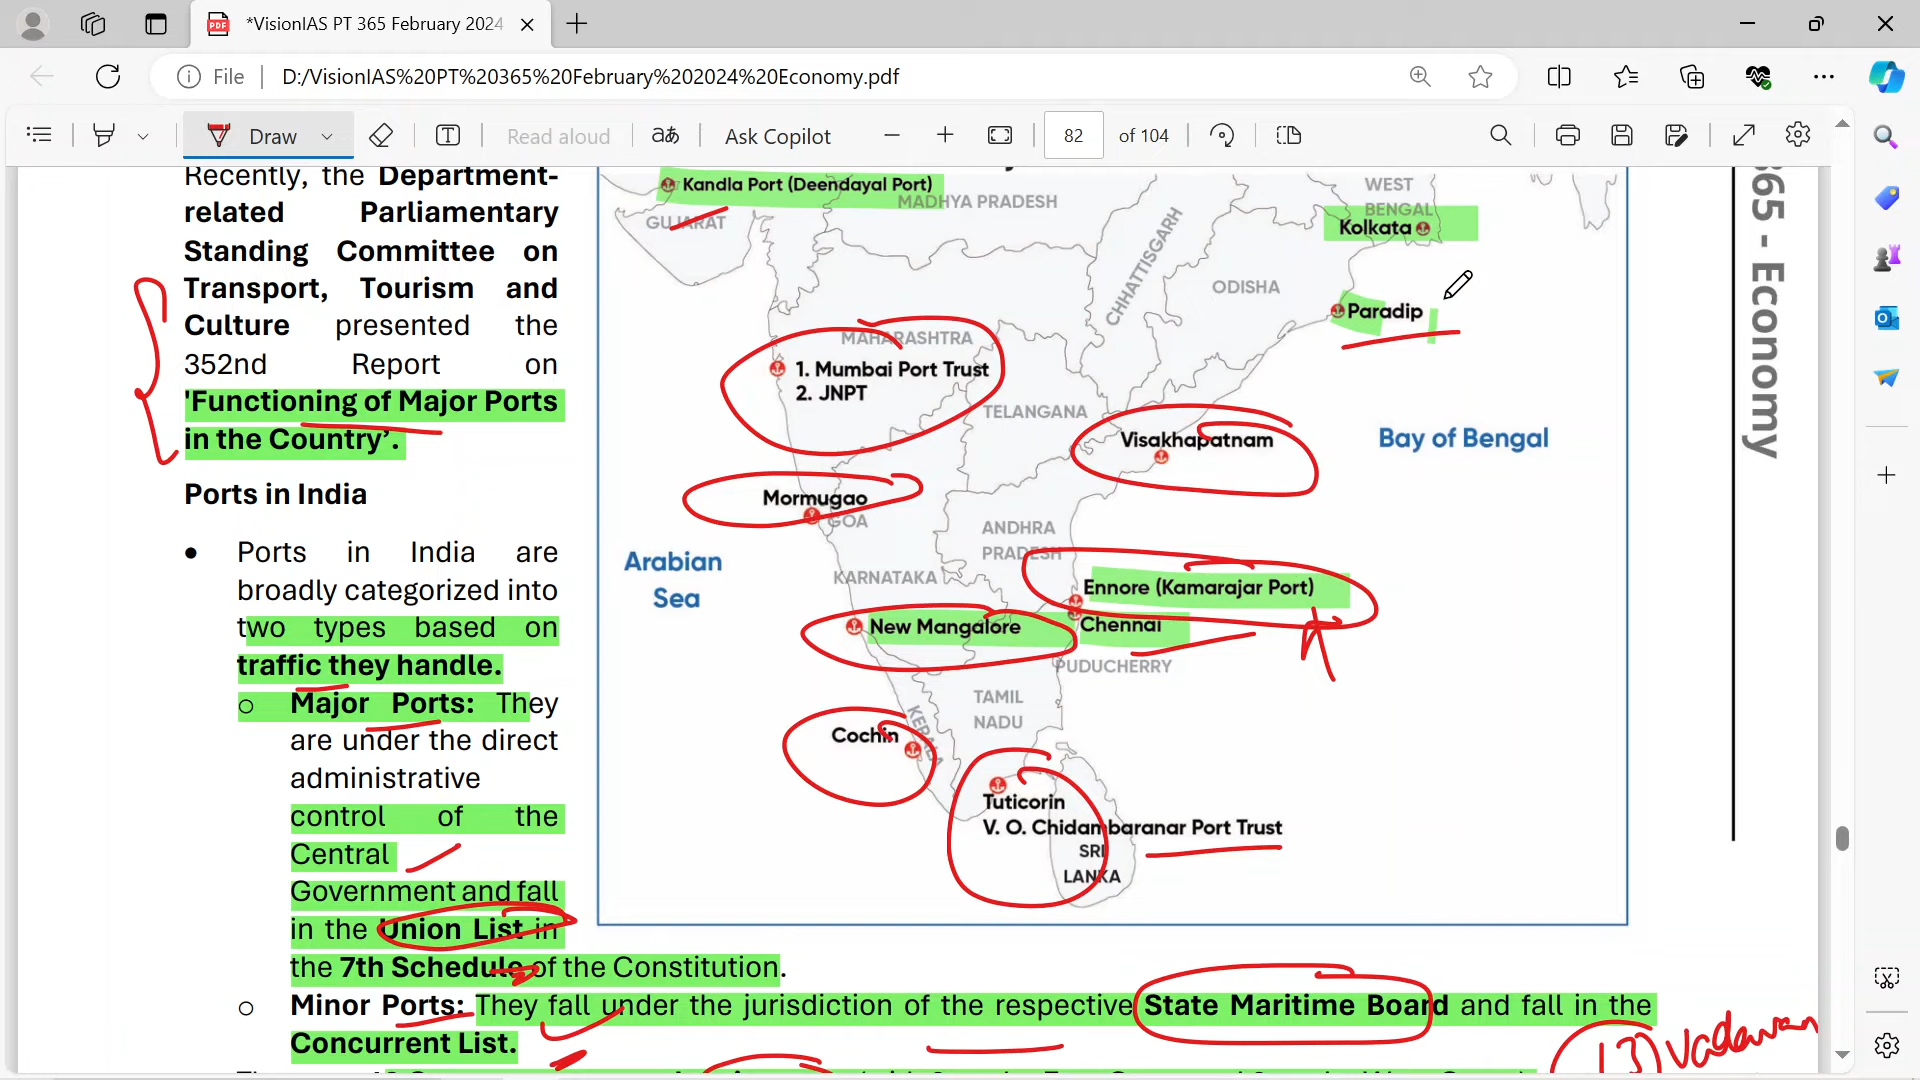 *VisionIAS PT 365 February 2024
File
D:/VisionIAS%20PT%20365%20February%202024%20Economy.pdf
Draw
Read aloud
aあ
Ask Copilot
82
of 104
Recently, the Department-
related Parliamentary
Standing Committee on
Transport, Tourism and
Culture presented the
352nd Report on
'Functioning of Major Ports
in the Country’.
Ports in India
• Ports in India are
broadly categorized into
two types based on
traffic they handle.
o Major Ports: They
are under the direct
administrative
control of the
Central
Government and fall
in the Union List in
the 7th Schedule of the Constitution.
o Minor Ports: They fall under the jurisdiction of the respective State Maritime Board and fall in the
Concurrent List.
Kandla Port (Deendayal Port)
MADHYA PRADESH
GUJARAT
WEST
BENGAL
Kolkata
CHHATTISGARH
ODISHA
Paradip
MAHARASHTRA
1. Mumbai Port Trust
2. JNPT
TELANGANA
Visakhapatnam
Bay of Bengal
Mormugao
GOA
ANDHRA
PRADESH
Arabian
Sea
KARNATAKA
Ennore (Kamarajar Port)
New Mangalore
Chennai
PUDUCHERRY
TAMIL
NADU
KERALA
Cochin
Tuticorin
V. O. Chidambaranar Port Trust
SRI
LANKA
13) Vadavan
365 - Economy